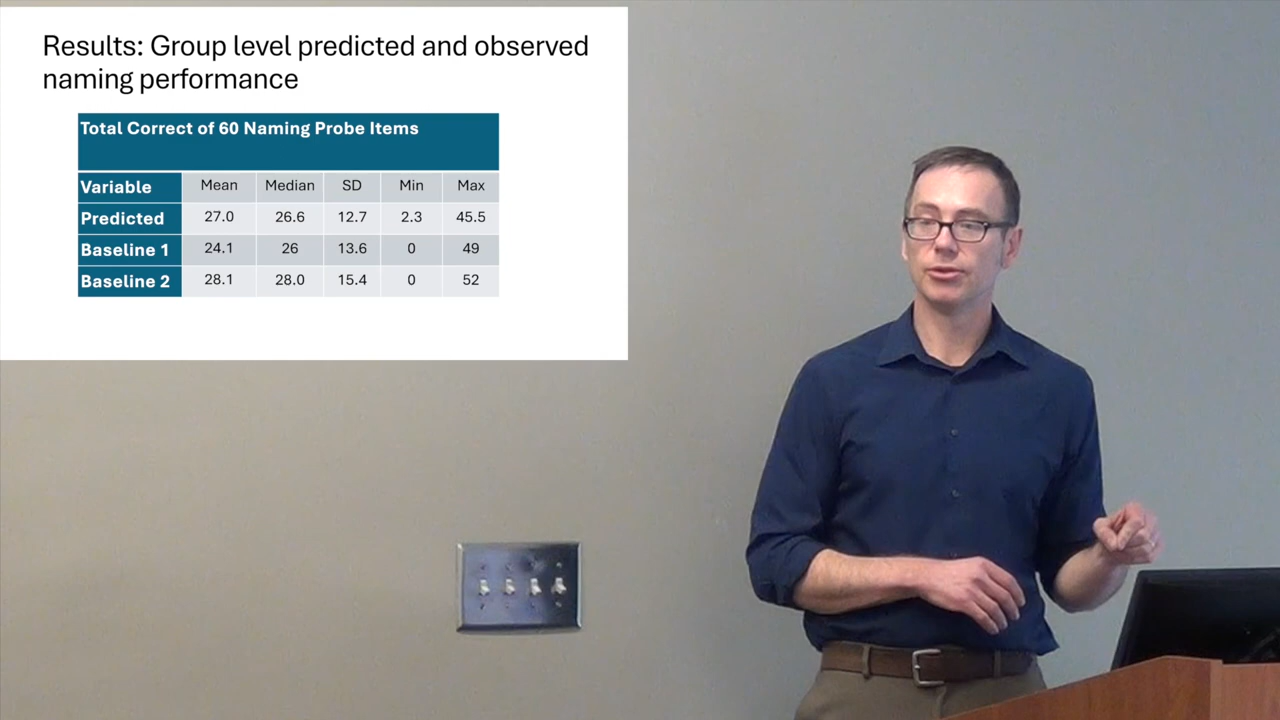 Results: Group level predicted and observed
naming performance
Total Correct of 60 Naming Probe Items
Variable Mean Median SD Min Max
Predicted 27.0 26.6 12.7 2.3 45.5
Baseline 1 24.1 26 13.6 0 49
Baseline 2 28.1 28.0 15.4 0 52